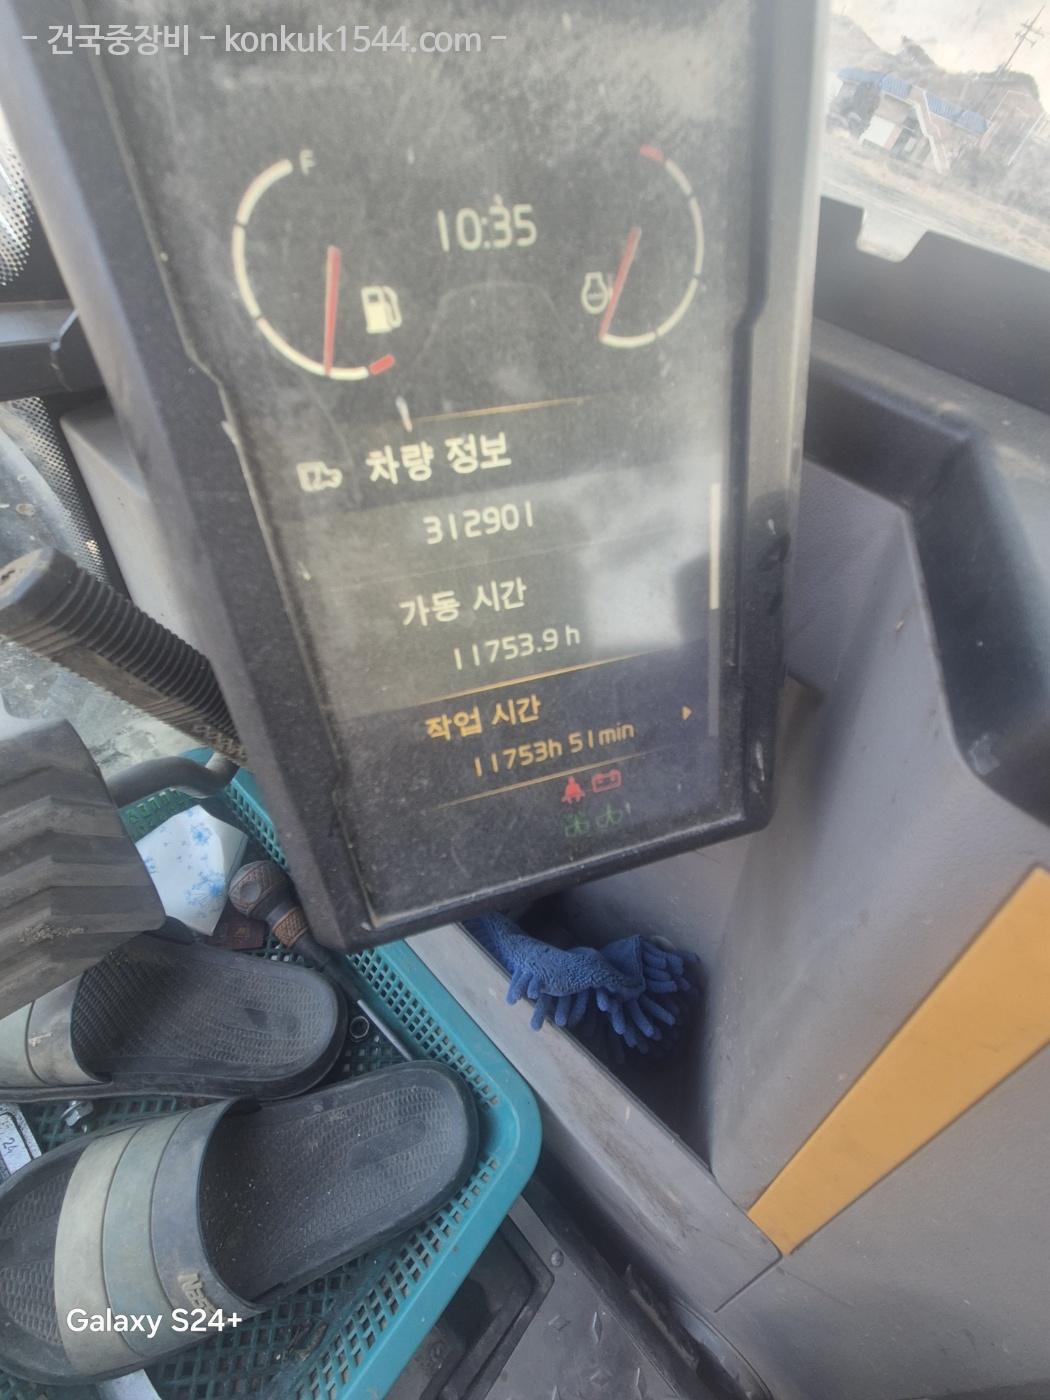 - 건국중장비 - konkuk1544.com -
F
10:35
차량 정보
312901
가동 시간
11753.9 h
작업 시간
11753h 51min
24
Galaxy S24+